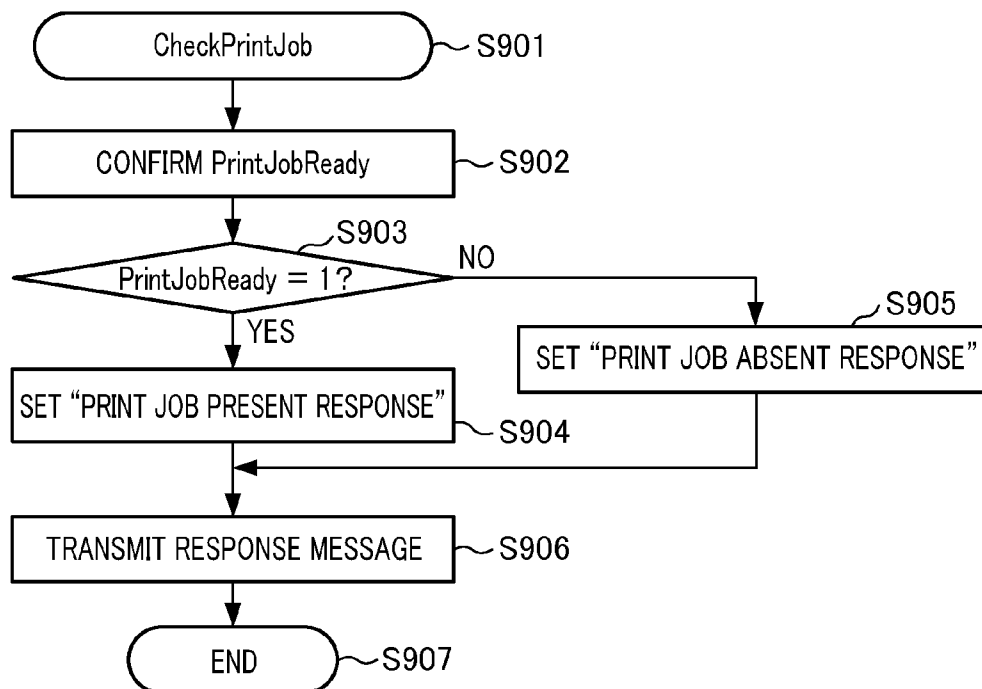 CheckPrintJob
S901
CONFIRM PrintJobReady
S902
S903
PrintJobReady = 1?
NO
YES
S905
SET “PRINT JOB ABSENT RESPONSE”
SET “PRINT JOB PRESENT RESPONSE”
S904
TRANSMIT RESPONSE MESSAGE
S906
END
S907